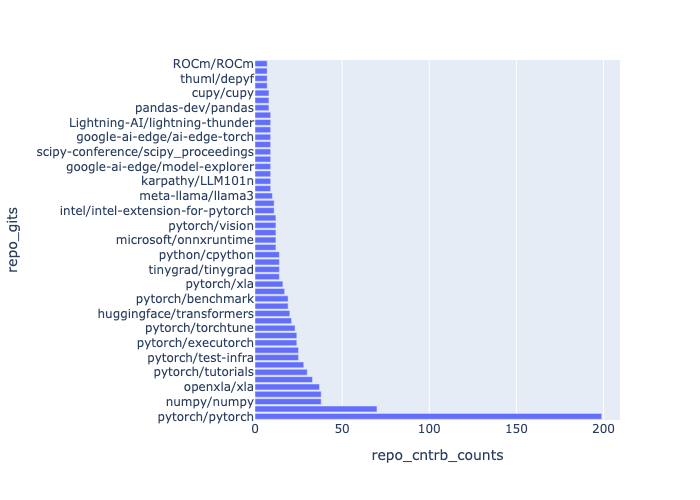 repo_gits
ROCm/ROCm
thuml/depyf
cupy/cupy
pandas-dev/pandas
Lightning-AI/lightning-thunder
google-ai-edge/ai-edge-torch
scipy-conference/scipy_proceedings
google-ai-edge/model-explorer
karpathy/LLM101n
meta-llama/llama3
intel/intel-extension-for-pytorch
pytorch/vision
microsoft/onnxruntime
python/cpython
tinygrad/tinygrad
pytorch/xla
pytorch/benchmark
huggingface/transformers
pytorch/torchtune
pytorch/executorch
pytorch/test-infra
pytorch/tutorials
openxla/xla
numpy/numpy
pytorch/pytorch
0 50 100 150 200
repo_cntrb_counts